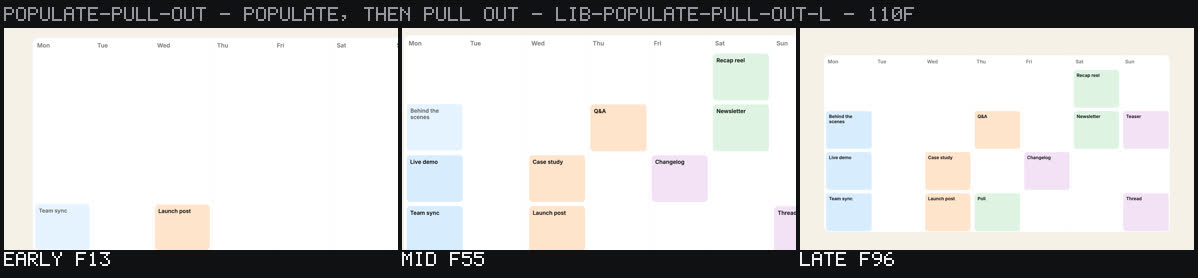 POPULATE-PULL-OUT - POPULATE, THEN PULL OUT - LIB-POPULATE-PULL-OUT-L - 110F
Mon Tue Wed Thu Fri Sat
Team sync Launch post
EARLY F13
Mon Tue Wed Thu Fri Sat Sun
Recap reel
Behind the
scenes
Q&A Newsletter
Live demo Case study Changelog
Team sync Launch post Thread
MID F55
Mon Tue Wed Thu Fri Sat Sun
Recap reel
Behind the
scenes
Q&A Newsletter Teaser
Live demo Case study Changelog
Team sync Launch post Poll Thread
LATE F96